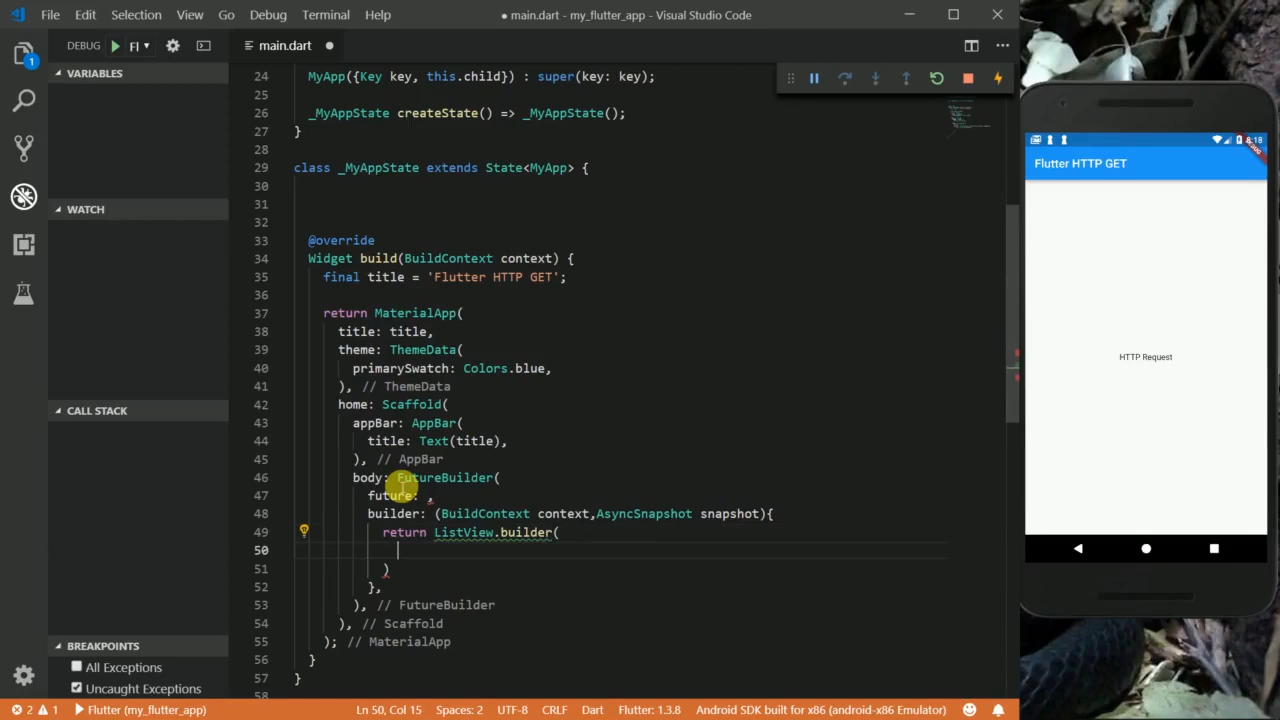 File Edit Selection View Go Debug Terminal Help
● main.dart - my_flutter_app - Visual Studio Code
1
DEBUG Fl
main.dart
VARIABLES
WATCH
CALL STACK
BREAKPOINTS
All Exceptions
Uncaught Exceptions
24 MyApp({Key key, this.child}) : super(key: key);
25
26 _MyAppState createState() => _MyAppState();
27 }
28
29 class _MyAppState extends State<MyApp> {
30
31
32
33 @override
34 Widget build(BuildContext context) {
35 final title = 'Flutter HTTP GET';
36
37 return MaterialApp(
38 title: title,
39 theme: ThemeData(
40 primarySwatch: Colors.blue,
41 ), // ThemeData
42 home: Scaffold(
43 appBar: AppBar(
44 title: Text(title),
45 ), // AppBar
46 body: FutureBuilder(
47 future: ,
48 builder: (BuildContext context,AsyncSnapshot snapshot){
49 return ListView.builder(
50
51 )
52 },
53 ), // FutureBuilder
54 ), // Scaffold
55 ); // MaterialApp
56 }
57 }
58
8:18
Flutter HTTP GET
HTTP Request
2 1 Flutter (my_flutter_app) Ln 50, Col 15 Spaces: 2 UTF-8 CRLF Dart Flutter: 1.3.8 Android SDK built for x86 (android-x86 Emulator)